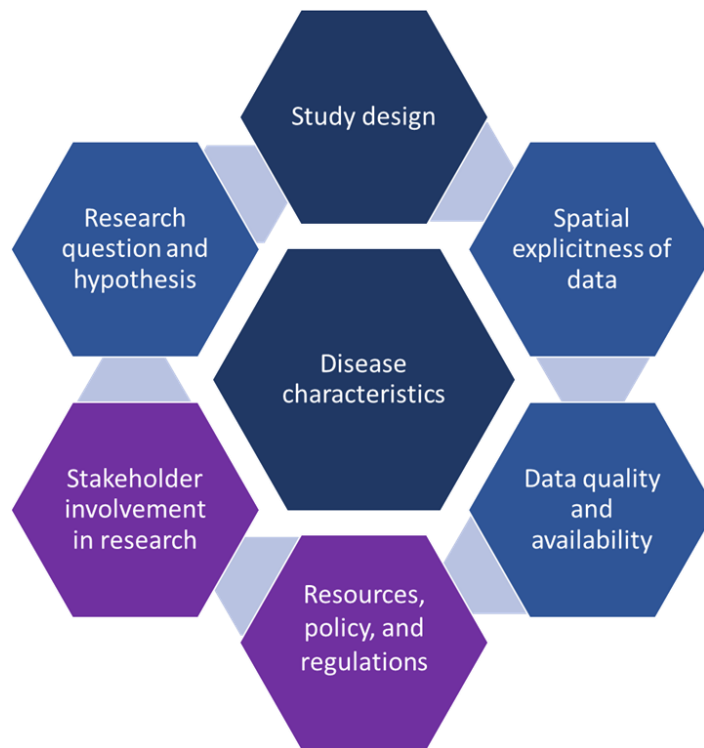 Study design
Research
question and
hypothesis
Spatial
explicitness of
data
Disease
characteristics
Stakeholder
involvement
in research
Data quality
and
availability
Resources,
policy, and
regulations